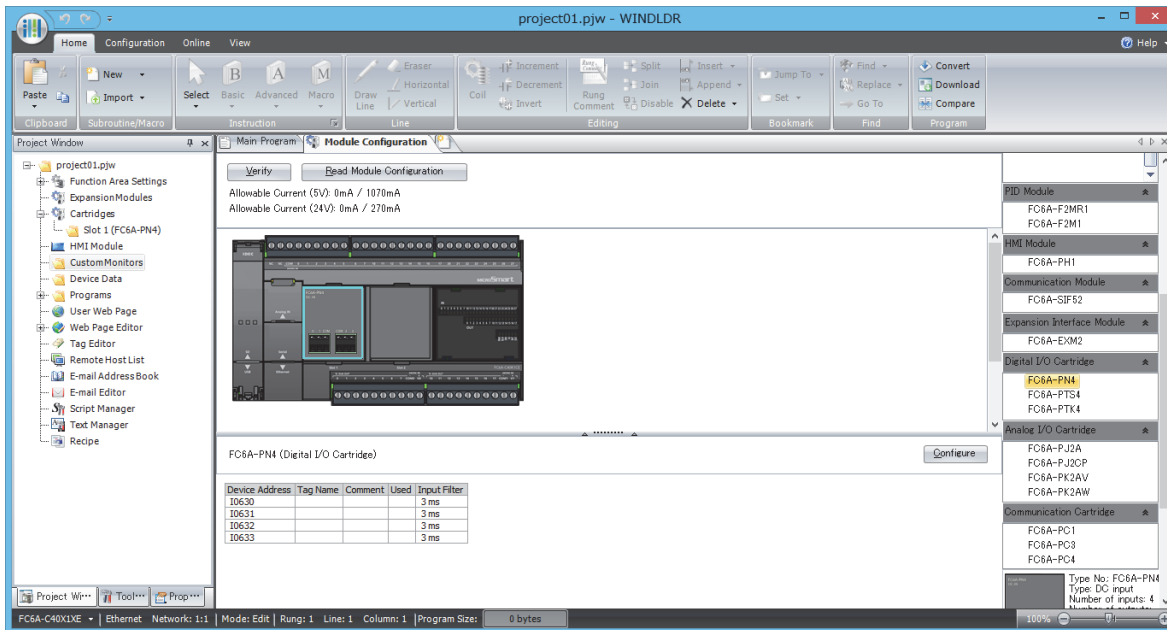 project01.pjw - WINDLDR
Home Configuration Online View Help
Paste
New
Import
Select
Basic Advanced Macro
Draw Line
Eraser
Horizontal
Vertical
Coil
Increment
Decrement
Invert
Rung Comment
Split
Join
Disable
Insert
Append
Delete
Jump To
Set
Find
Replace
Go To
Convert
Download
Compare
Clipboard Subroutine/Macro Instruction Line Editing Bookmark Find Program
Project Window
Main Program Module Configuration
project01.pjw
Function Area Settings
ExpansionModules
Cartridges
Slot 1 (FC6A-PN4)
HMI Module
CustomMonitors
Device Data
Programs
User Web Page
Web Page Editor
Tag Editor
Remote Host List
E-mail Address Book
E-mail Editor
Script Manager
Text Manager
Recipe
Project Wi··· Tool··· Prop···
Verify Read Module Configuration
Allowable Current (5V): 0mA / 1070mA
Allowable Current (24V): 0mA / 270mA
FC6A-PN4 (Digital I/O Cartridge) Configure
Device Address Tag Name Comment Used Input Filter
I0630 3 ms
I0631 3 ms
I0632 3 ms
I0633 3 ms
PID Module
FC6A-F2MR1
FC6A-F2M1
HMI Module
FC6A-PH1
Communication Module
FC6A-SIF52
Expansion Interface Module
FC6A-EXM2
Digital I/O Cartridge
FC6A-PN4
FC6A-PTS4
FC6A-PTK4
Analog I/O Cartridge
FC6A-PJ2A
FC6A-PJ2CP
FC6A-PK2AV
FC6A-PK2AW
Communication Cartridge
FC6A-PC1
FC6A-PC3
FC6A-PC4
Type No: FC6A-PN4
Type: DC input
Number of inputs: 4
FC6A-C40X1XE Ethernet Network: 1:1 Mode: Edit Rung: 1 Line: 1 Column: 1 Program Size: 0 bytes 100%